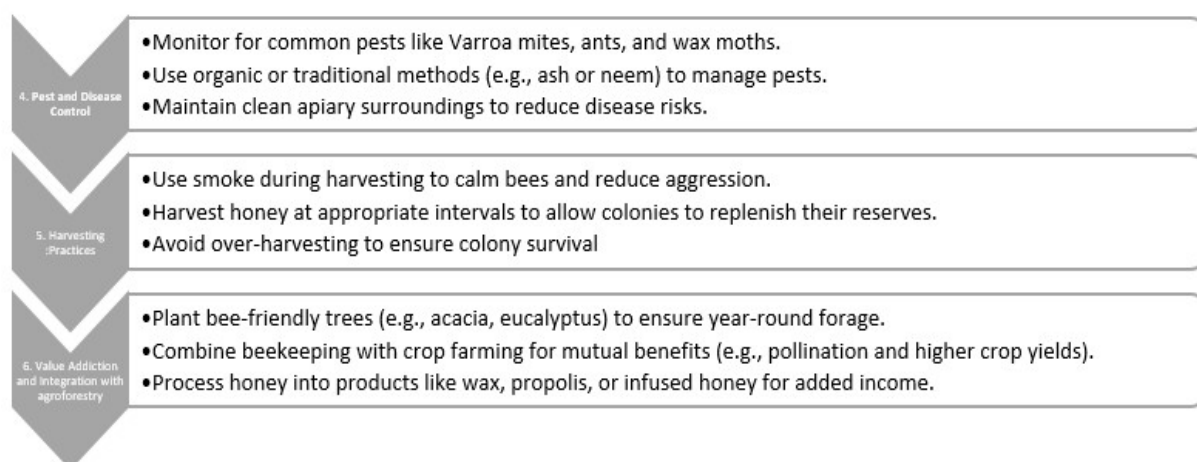 4. Pest and Disease
Control
•Monitor for common pests like Varroa mites, ants, and wax moths.
•Use organic or traditional methods (e.g., ash or neem) to manage pests.
•Maintain clean apiary surroundings to reduce disease risks.
5. Harvesting
:Practices
•Use smoke during harvesting to calm bees and reduce aggression.
•Harvest honey at appropriate intervals to allow colonies to replenish their reserves.
•Avoid over-harvesting to ensure colony survival
6. Value Addiction
and Integration with
agroforestry
•Plant bee-friendly trees (e.g., acacia, eucalyptus) to ensure year-round forage.
•Combine beekeeping with crop farming for mutual benefits (e.g., pollination and higher crop yields).
•Process honey into products like wax, propolis, or infused honey for added income.